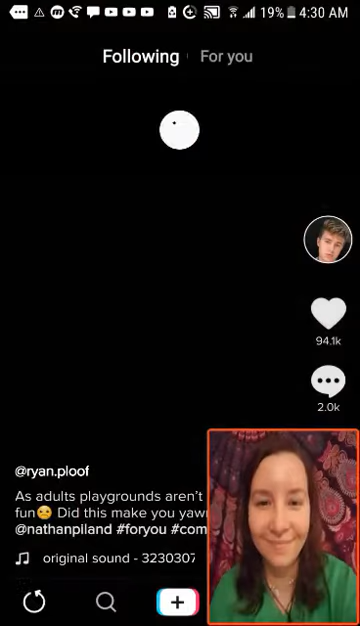 19% 4:30 AM
Following
For you
94.1k
2.0k
@ryan.ploof
As adults playgrounds aren't
fun😟 Did this make you yaw
@nathanpiland #foryou #com
original sound - 3230307